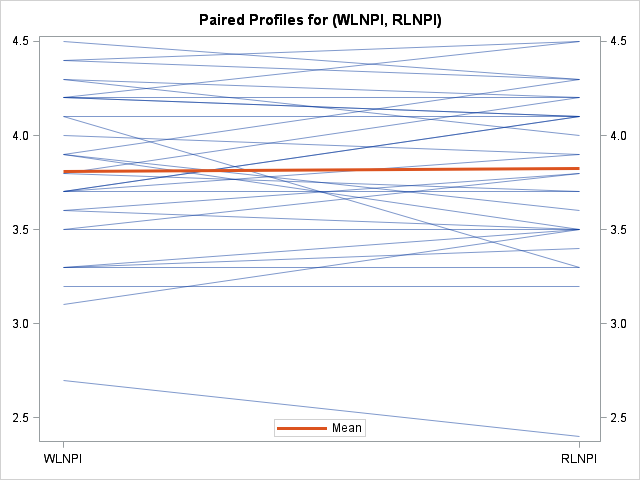 Paired Profiles for (WLNPI, RLNPI)
4.5 4.5
4.0 4.0
3.5 3.5
3.0 3.0
2.5 2.5
Mean
WLNPI RLNPI